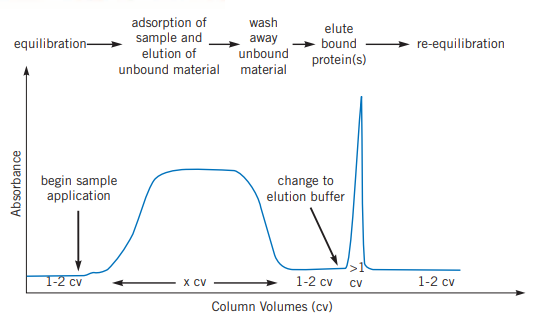 equilibration
adsorption of
sample and
elution of
unbound material
wash
away
unbound
material
elute
bound
protein(s)
re-equilibration
Absorbance
begin sample
application
change to
elution buffer
1-2 cv
x cv
1-2 cv
>1
cv
1-2 cv
Column Volumes (cv)